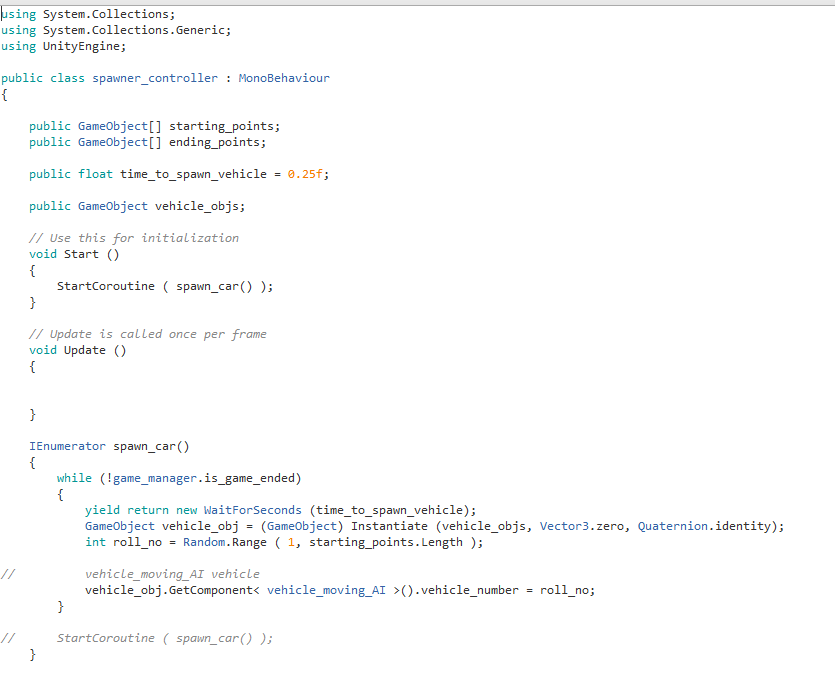 using System.Collections;
using System.Collections.Generic;
using UnityEngine;
public class spawner_controller : MonoBehaviour
{
public GameObject[] starting_points;
public GameObject[] ending_points;
public float time_to_spawn_vehicle = 0.25f;
public GameObject vehicle_objs;
// Use this for initialization
void Start ()
{
StartCoroutine ( spawn_car() );
}
// Update is called once per frame
void Update ()
{
}
IEnumerator spawn_car()
{
while (!game_manager.is_game_ended)
{
yield return new WaitForSeconds (time_to_spawn_vehicle);
GameObject vehicle_obj = (GameObject) Instantiate (vehicle_objs, Vector3.zero, Quaternion.identity);
int roll_no = Random.Range ( 1, starting_points.Length );
// vehicle_moving_AI vehicle
vehicle_obj.GetComponent< vehicle_moving_AI >().vehicle_number = roll_no;
}
// StartCoroutine ( spawn_car() );
}